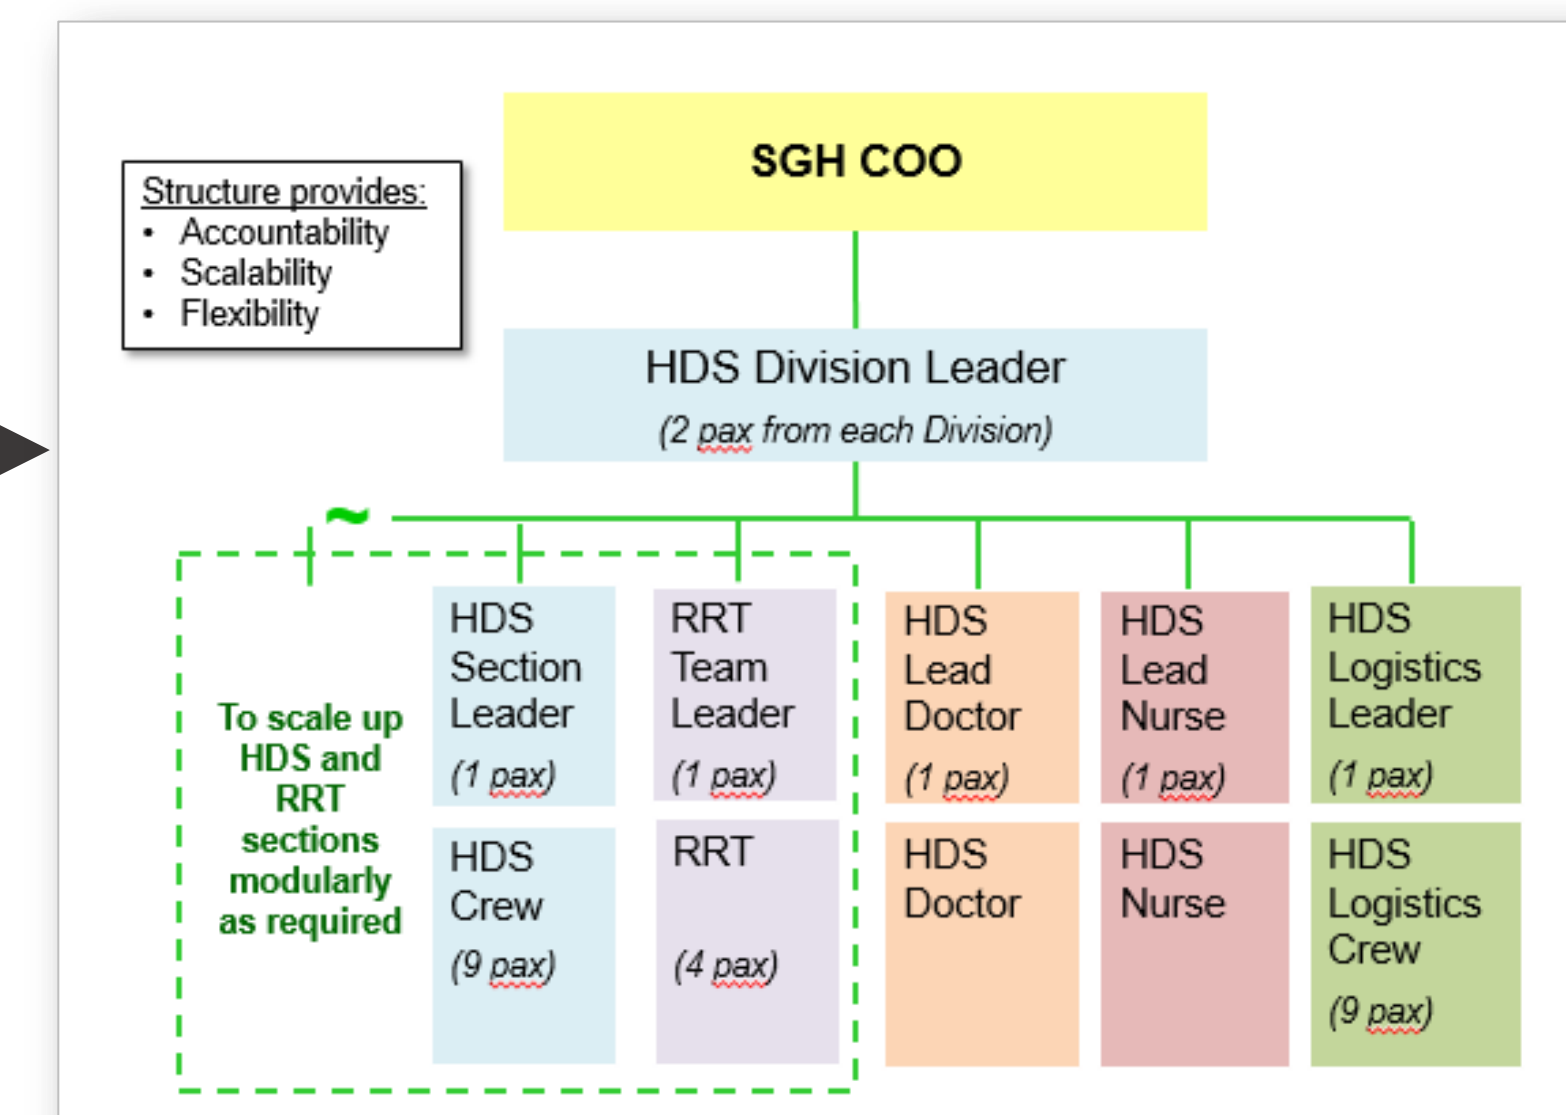 SGH COO
Structure provides:
• Accountability
• Scalability
• Flexibility
HDS Division Leader
(2 pax from each Division)
~
To scale up
HDS and
RRT
sections
modularly
as required
HDS
Section
Leader
(1 pax)
RRT
Team
Leader
(1 pax)
HDS
Lead
Doctor
(1 pax)
HDS
Lead
Nurse
(1 pax)
HDS
Logistics
Leader
(1 pax)
HDS
Crew
(9 pax)
RRT
(4 pax)
HDS
Doctor
HDS
Nurse
HDS
Logistics
Crew
(9 pax)